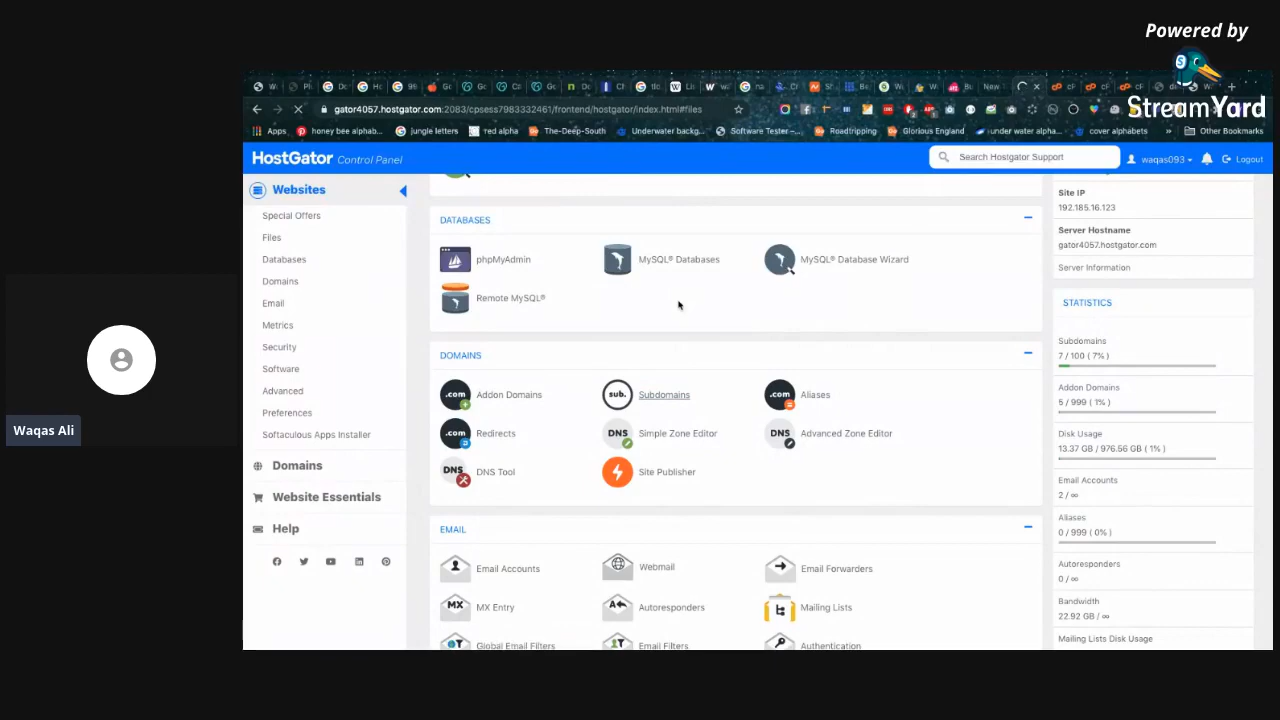 Powered by
StreamYard
gator4057.hostgator.com:2083/cpsess7983332461/frontend/hostgator/index.html#files
Apps
honey bee alphab...
jungle letters
red alpha
The-Deep-South
Underwater backg...
Software Tester –...
Roadtripping
Glorious England
under water alpha...
cover alphabets
»
Other Bookmarks
HostGator Control Panel
Search Hostgator Support
waqas093
Logout
Websites
Special Offers
Files
Databases
Domains
Email
Metrics
Security
Software
Advanced
Preferences
Softaculous Apps Installer
Domains
Website Essentials
Help
DATABASES
phpMyAdmin
MySQL® Databases
MySQL® Database Wizard
Remote MySQL®
DOMAINS
.com Addon Domains
sub. Subdomains
.com Aliases
.com Redirects
DNS Simple Zone Editor
DNS Advanced Zone Editor
DNS DNS Tool
Site Publisher
EMAIL
Email Accounts
Webmail
Email Forwarders
MX MX Entry
A Autoresponders
Mailing Lists
Global Email Filters
Email Filters
Authentication
Site IP
192.185.16.123
Server Hostname
gator4057.hostgator.com
Server Information
STATISTICS
Subdomains
7 / 100 ( 7% )
Addon Domains
5 / 999 ( 1% )
Disk Usage
13.37 GB / 976.56 GB ( 1% )
Email Accounts
2 / ∞
Aliases
0 / 999 ( 0% )
Autoresponders
0 / ∞
Bandwidth
22.92 GB / ∞
Mailing Lists Disk Usage
Waqas Ali